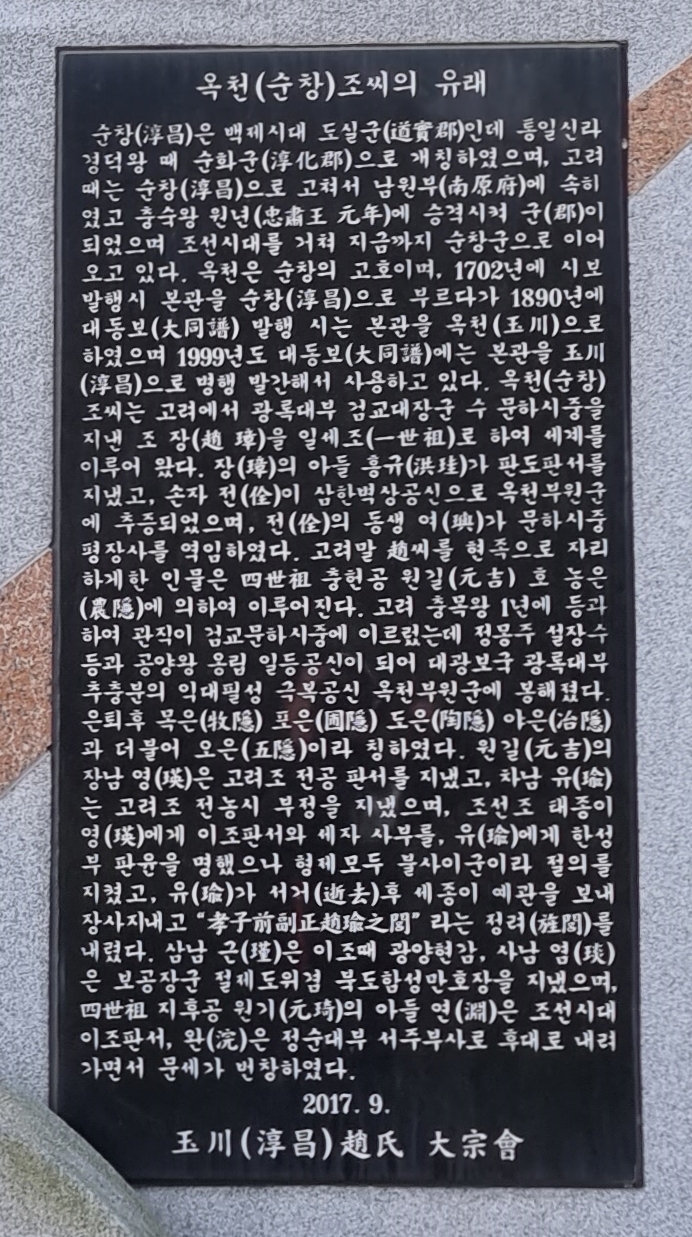 옥천(순창)조씨의 유래
순창(淳昌)은 백제시대 도실군(道實郡)인데 통일신라
경덕왕 때 순화군(淳化郡)으로 개칭하였으며, 고려
때는 순창(淳昌)으로 고쳐서 남원부(南原府)에 속히
였고 충숙왕 원년(忠肅王 元年)에 승격시켜 군(郡)이
되었으며 조선시대를 거쳐 지금까지 순창군으로 이어
오고 있다. 옥천은 순창의 고호이며, 1702년에 시보
발행시 본관을 순창(淳昌)으로 부르다가 1890년에
대동보(大同譜) 발행 시는 본관을 옥천(玉川)으로
하였으며 1999년도 대동보(大同譜)에는 본관을 玉川
(淳昌)으로 병행 발간해서 사용하고 있다. 옥천(순창)
조씨는 고려에서 광록대부 검교대장군 수 문하시중을
지낸 조 장(趙 璋)을 일세조(一世祖)로 하여 세계를
이루어 왔다. 장(璋)의 아들 홍규(洪珪)가 판도판서를
지냈고, 손자 전(佺)이 삼한벽상공신으로 옥천부원군
에 추증되었으며, 전(佺)의 동생 여(璵)가 문하시중
평장사를 역임하였다. 고려말 趙씨를 현족으로 자리
하게한 인물은 四世祖 충헌공 원길(元吉) 호 농은
(農隱)에 의하여 이루어진다. 고려 충목왕 1년에 등과
하여 관직이 검교문하시중에 이르렀는데 정몽주 설장수
등과 공양왕 옹립 일등공신이 되어 대광보국 광록대부
추충분의 익대필성 극복공신 옥천부원군에 봉해졌다.
은퇴후 목은(牧隱) 포은(圃隱) 도은(陶隱) 야은(冶隱)
과 더불어 오은(五隱)이라 칭하였다. 원길(元吉)의
장남 영(瑛)은 고려조 전공 판서를 지냈고, 차남 유(瑜)
는 고려조 전농시 부정을 지냈으며, 조선조 태종이
영(瑛)에게 이조판서와 세자 사부를, 유(瑜)에게 한성
부 판윤을 명했으나 형제모두 불사이군이라 절의를
지켰고, 유(瑜)가 서거(逝去)후 세종이 예관을 보내
장사지내고 “孝子前副正趙瑜之閭” 라는 정려(旌閭)를
내렸다. 삼남 근(瑾)은 이조때 광양현감, 사남 염(琰)
은 보공장군 절제도위겸 북도함성만호장을 지냈으며,
四世祖 지후공 원기(元琦)의 아들 연(淵)은 조선시대
이조판서, 완(浣)은 정순대부 서주부사로 후대로 내려
가면서 문세가 번창하였다.
2017. 9.
玉川(淳昌)趙氏 大宗會